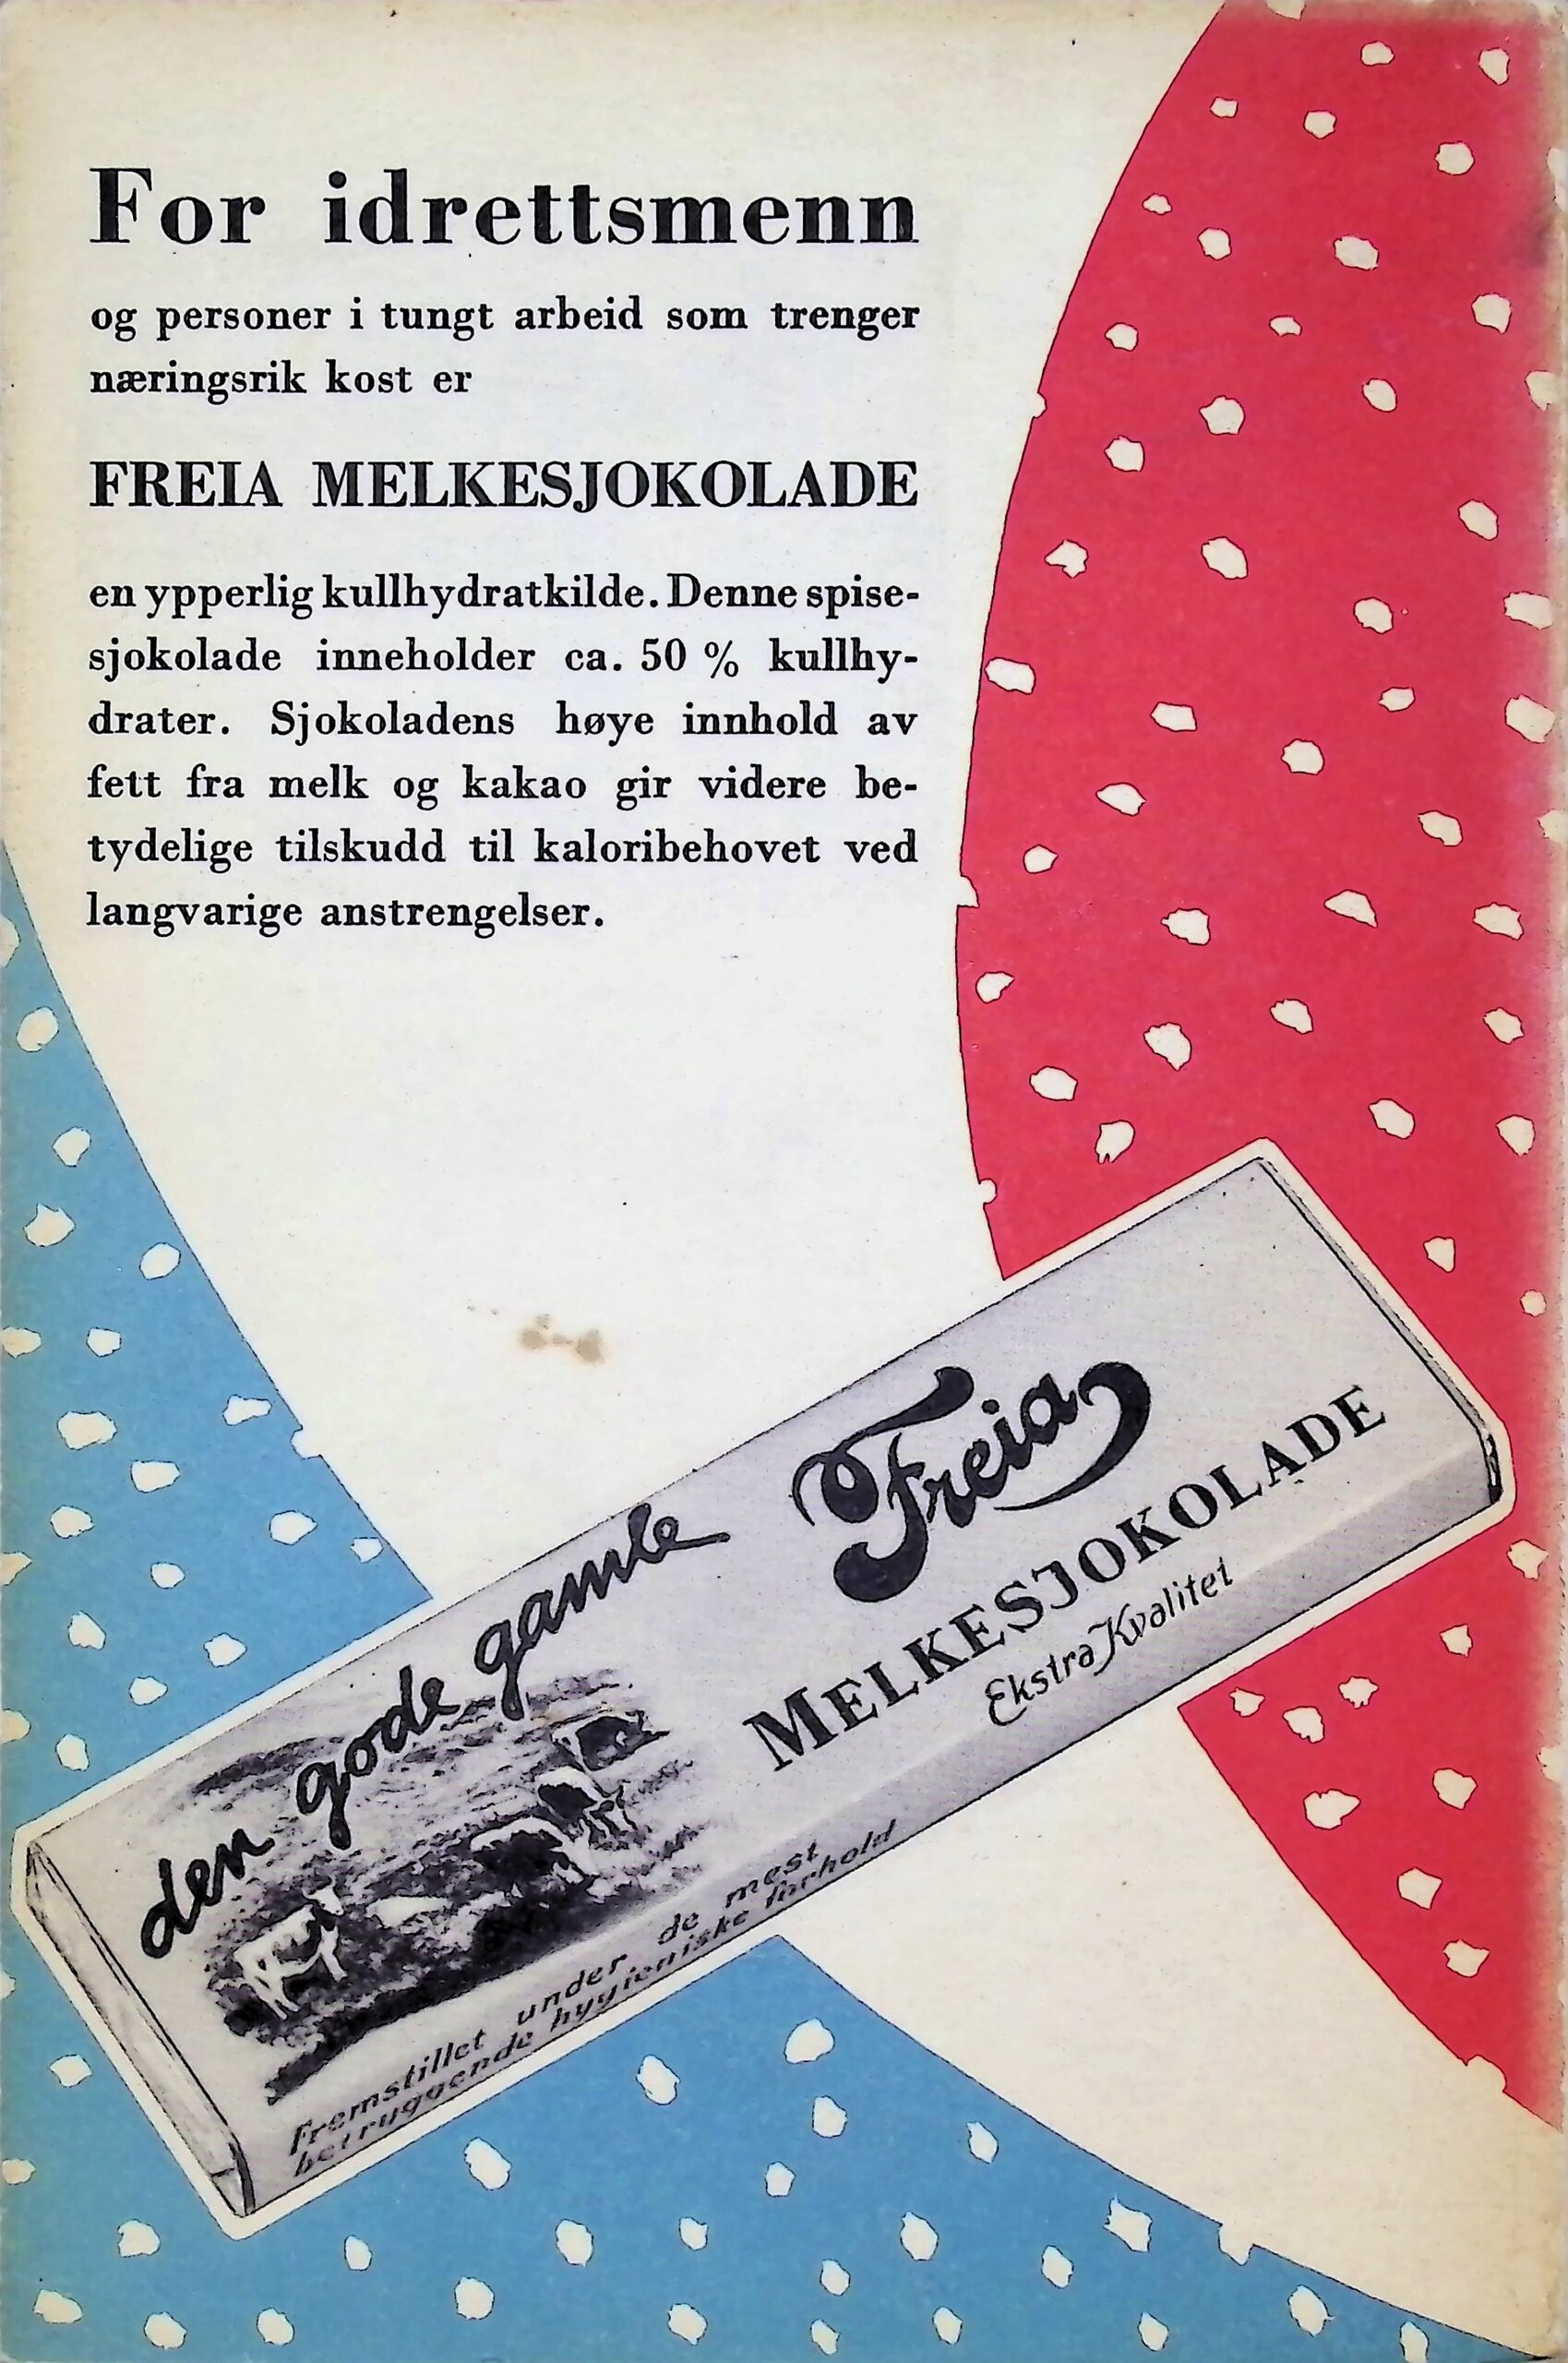 For idrettsmenn
og personer i tungt arbeid som trenger
næringsrik kost er
FREIA MELKESJOKOLADE
en ypperlig kullhydratkilde. Denne spise-
sjokolade inneholder ca. 50 % kullhy-
drater. Sjokoladens høye innhold av
fett fra melk og kakao gir videre be-
tydelige tilskudd til kaloribehovet ved
langvarige anstrengelser.
den gode gamle
Freia
MELKESJOKOLADE
Ekstra Kvalitet
Fremstillet under de mest
betryggende hygieniske forhold